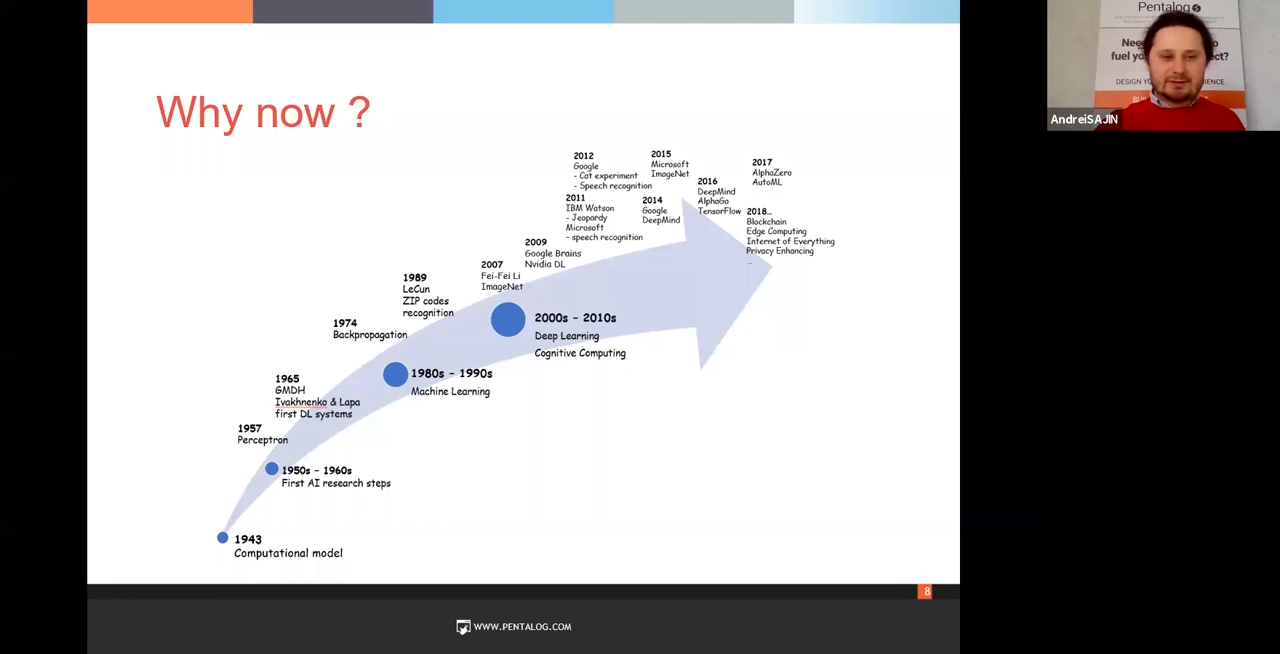 Why now ?
2012
Google
- Cat experiment
- Speech recognition
2011
IBM Watson
- Jeopardy
Microsoft
- speech recognition
2015
Microsoft
ImageNet
2014
Google
DeepMind
2016
DeepMind
AlphaGo
TensorFlow
2017
AlphaZero
AutoML
2018...
Blockchain
Edge Computing
Internet of Everything
Privacy Enhancing
...
2009
Google Brains
Nvidia DL
2007
Fei-Fei Li
ImageNet
1989
LeCun
ZIP codes
recognition
1974
Backpropagation
2000s – 2010s
Deep Learning
Cognitive Computing
1980s – 1990s
Machine Learning
1965
GMDH
Ivakhnenko & Lapa
first DL systems
1957
Perceptron
1950s – 1960s
First AI research steps
1943
Computational model
8
WWW.PENTALOG.COM
Pentalog
fuel
DESIGN
AndreiSAJIN